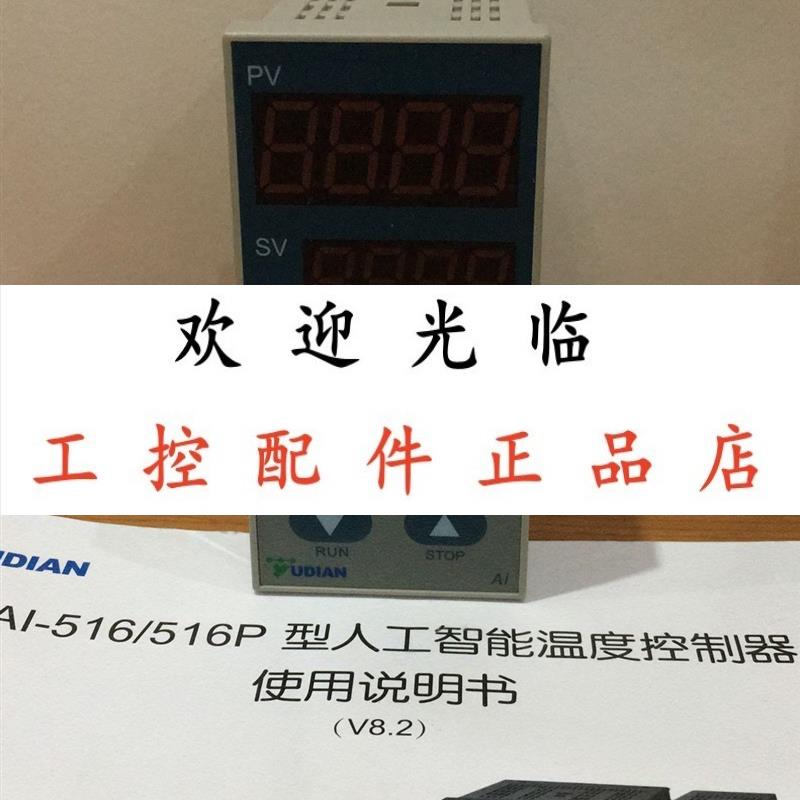 PV
SV
欢迎光临
工控配件正品店
RUN STOP
YUDIAN AI
UDIAN
AI-516/516P 型人工智能温度控制器
使用说明书
(V8.2)